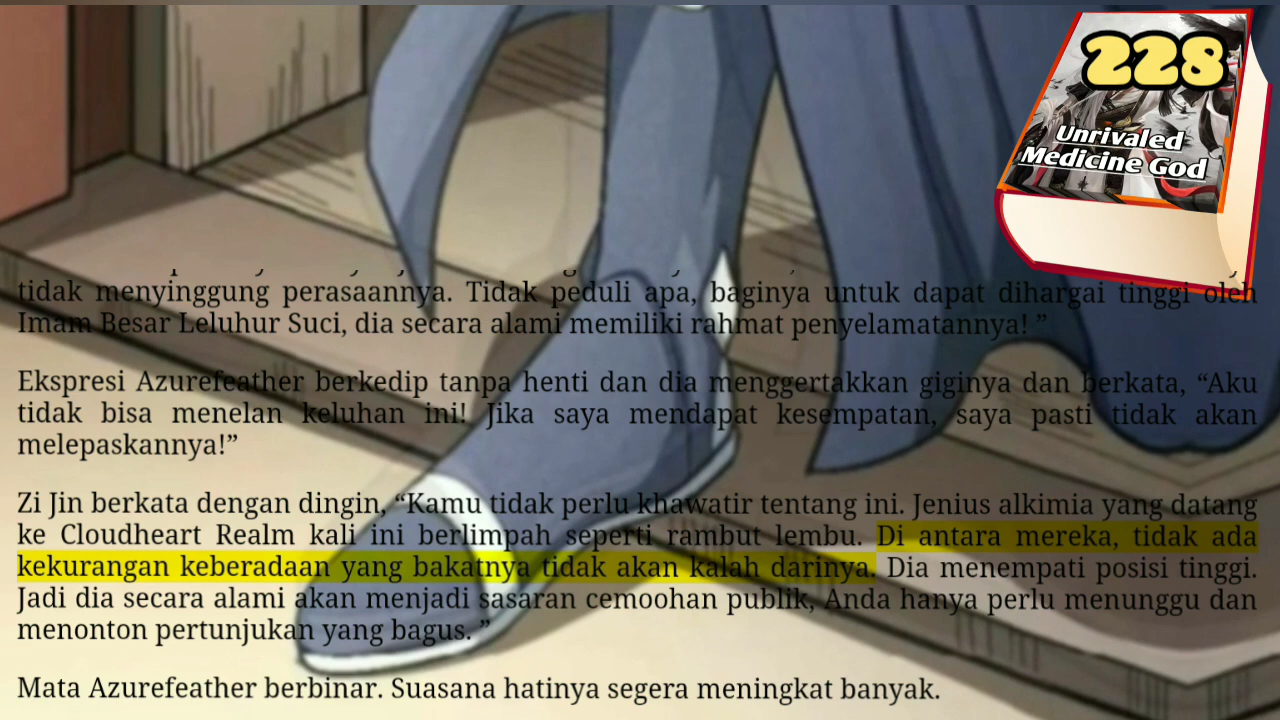 228
Unrivaled
Medicine God
tidak menyinggung perasaannya. Tidak peduli apa, baginya untuk dapat dihargai tinggi oleh
Imam Besar Leluhur Suci, dia secara alami memiliki rahmat penyelamatannya! ”
Ekspresi Azurefeather berkedip tanpa henti dan dia menggertakkan giginya dan berkata, “Aku
tidak bisa menelan keluhan ini! Jika saya mendapat kesempatan, saya pasti tidak akan
melepaskannya!”
Zi Jin berkata dengan dingin, “Kamu tidak perlu khawatir tentang ini. Jenius alkimia yang datang
ke Cloudheart Realm kali ini berlimpah seperti rambut lembu. Di antara mereka, tidak ada
kekurangan keberadaan yang bakatnya tidak akan kalah darinya. Dia menempati posisi tinggi.
Jadi dia secara alami akan menjadi sasaran cemoohan publik, Anda hanya perlu menunggu dan
menonton pertunjukan yang bagus. ”
Mata Azurefeather berbinar. Suasana hatinya segera meningkat banyak.